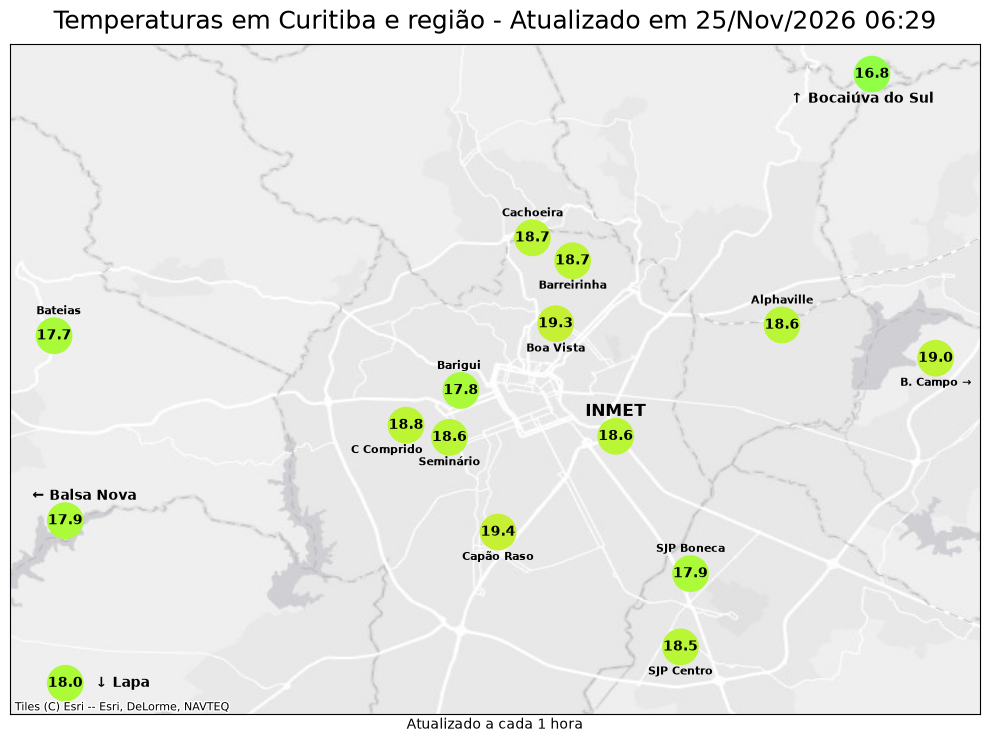 Temperaturas em Curitiba e região - Atualizado em 25/Nov/2026 06:29
16.8
↑ Bocaiúva do Sul
Cachoeira
18.7
18.7
Barreirinha
Alphaville
18.6
Bateias
17.7
19.3
Boa Vista
19.0
B. Campo →
Barigui
17.8
INMET
18.6
18.8
C Comprido
18.6
Seminário
← Balsa Nova
17.9
19.4
Capão Raso
SJP Boneca
17.9
18.5
SJP Centro
18.0 ↓ Lapa
Tiles (C) Esri -- Esri, DeLorme, NAVTEQ
Atualizado a cada 1 hora